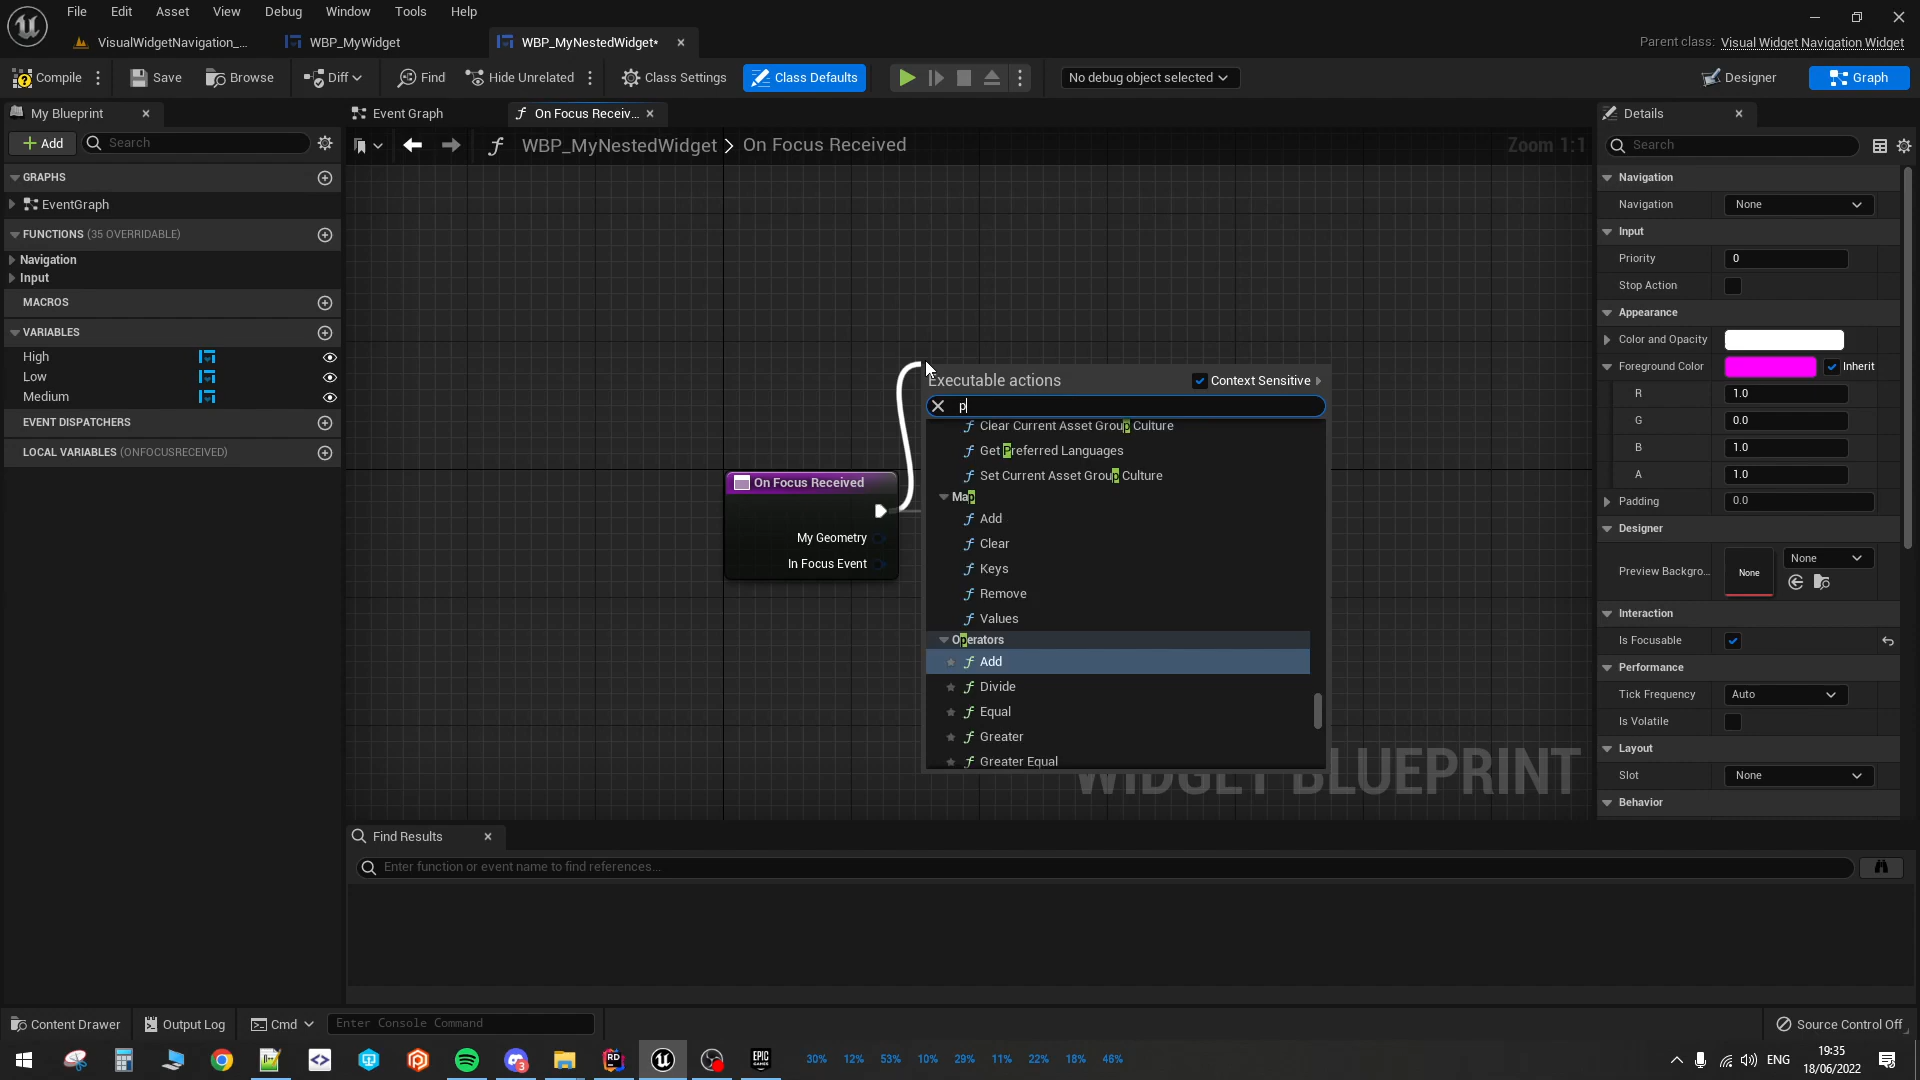 File Edit Asset View Debug Window Tools Help
VisualWidgetNavigation_... WBP_MyWidget WBP_MyNestedWidget* Parent class: Visual Widget Navigation Widget
Compile Save Browse Diff Find Hide Unrelated Class Settings Class Defaults No debug object selected Designer Graph
My Blueprint Event Graph On Focus Receiv... Details
Add Search WBP_MyNestedWidget > On Focus Received Zoom 1:1 Search
GRAPHS
EventGraph
FUNCTIONS (35 OVERRIDABLE)
Navigation
Input
MACROS
VARIABLES
High
Low
Medium
EVENT DISPATCHERS
LOCAL VARIABLES (ONFOCUSRECEIVED)
On Focus Received
My Geometry
In Focus Event
Executable actions Context Sensitive
p
Clear Current Asset Group Culture
Get Preferred Languages
Set Current Asset Group Culture
Map
Add
Clear
Keys
Remove
Values
Operators
Add
Divide
Equal
Greater
Greater Equal
WIDGET BLUEPRINT
Navigation
Navigation None
Input
Priority 0
Stop Action
Appearance
Color and Opacity
Foreground Color Inherit
R 1.0
G 0.0
B 1.0
A 1.0
Padding 0.0
Designer
Preview Backgro... None None
Interaction
Is Focusable
Performance
Tick Frequency Auto
Is Volatile
Layout
Slot None
Behavior
Find Results
Enter function or event name to find references...
Content Drawer Output Log Cmd Enter Console Command Source Control Off
30% 12% 53% 10% 29% 11% 22% 18% 46% ENG 19:35
18/06/2022